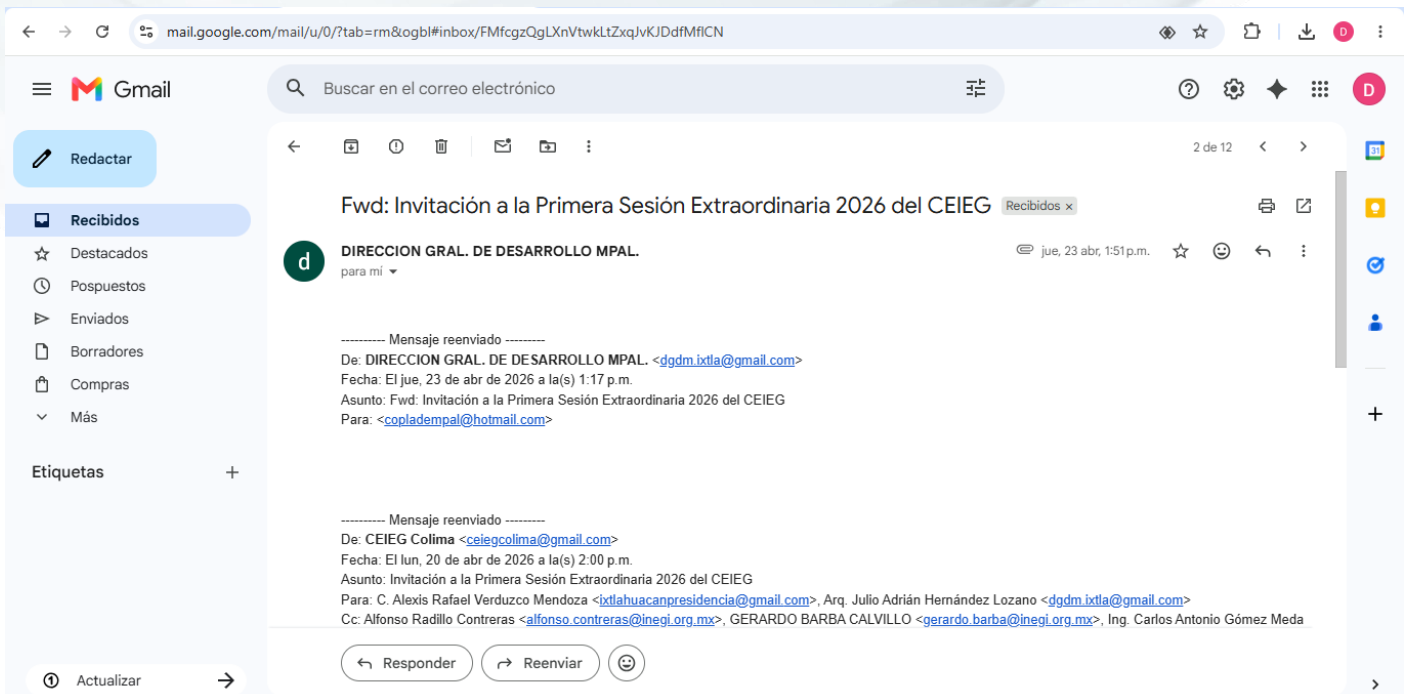 mail.google.com/mail/u/0/?tab=rm&ogbl#inbox/FMfcgzQgLXnVtwkLtZxqJvKJDdfMflCN
D
Gmail
Buscar en el correo electrónico
D
Redactar
2 de 12
31
Fwd: Invitación a la Primera Sesión Extraordinaria 2026 del CEIEG Recibidos ×
Recibidos
d
DIRECCION GRAL. DE DESARROLLO MPAL.
jue, 23 abr, 1:51 p.m.
para mí
Destacados
Pospuestos
Enviados
Borradores
Compras
Más
Etiquetas
---------- Mensaje reenviado ---------
De: DIRECCION GRAL. DE DESARROLLO MPAL. <dgdm.ixtla@gmail.com>
Fecha: El jue, 23 de abr de 2026 a la(s) 1:17 p.m.
Asunto: Fwd: Invitación a la Primera Sesión Extraordinaria 2026 del CEIEG
Para: <copladempal@hotmail.com>
---------- Mensaje reenviado ---------
De: CEIEG Colima <ceiegcolima@gmail.com>
Fecha: El lun, 20 de abr de 2026 a la(s) 2:00 p.m.
Asunto: Invitación a la Primera Sesión Extraordinaria 2026 del CEIEG
Para: C. Alexis Rafael Verduzco Mendoza <ixtlahuacanpresidencia@gmail.com>, Arq. Julio Adrián Hernández Lozano <dgdm.ixtla@gmail.com>
Cc: Alfonso Radillo Contreras <alfonso.contreras@inegi.org.mx>, GERARDO BARBA CALVILLO <gerardo.barba@inegi.org.mx>, Ing. Carlos Antonio Gómez Meda
Responder
Reenviar
Actualizar